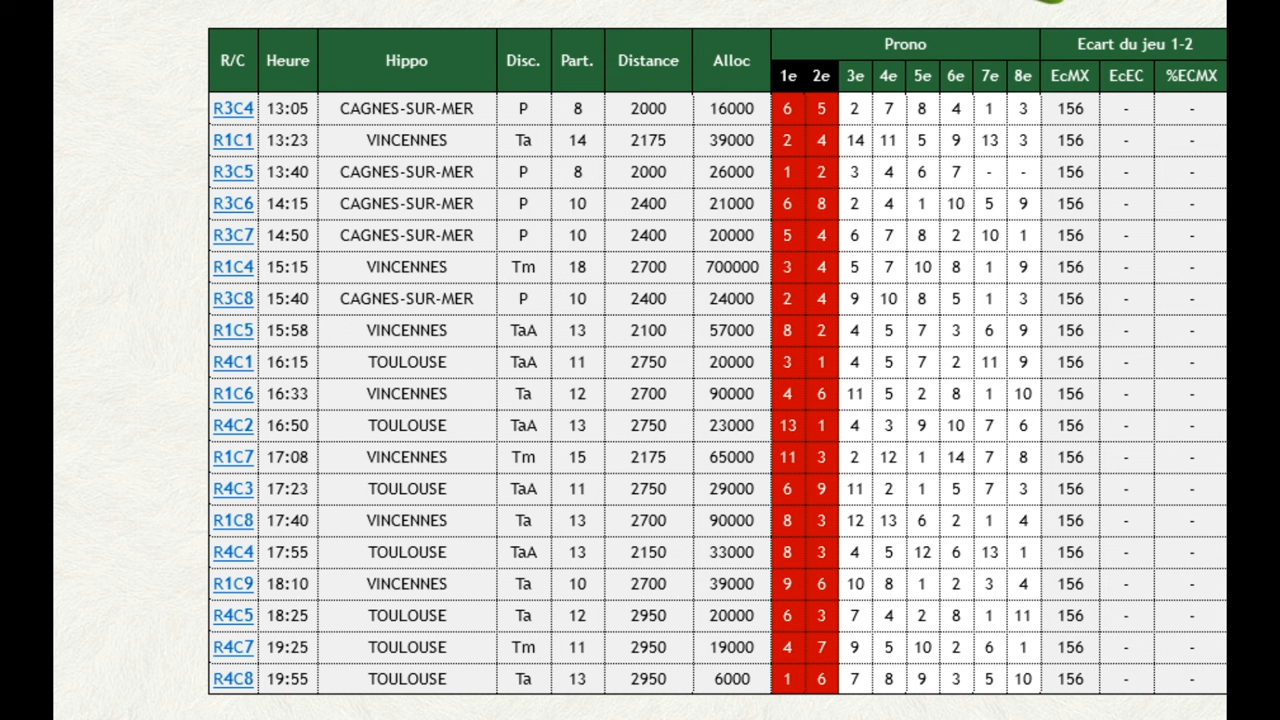 R/C Heure Hippo Disc. Part. Distance Alloc Prono Ecart du jeu 1-2
1e 2e 3e 4e 5e 6e 7e 8e EcMX EcEC %ECMX
R3C4 13:05 CAGNES-SUR-MER P 8 2000 16000 6 5 2 7 8 4 1 3 156 - -
R1C1 13:23 VINCENNES Ta 14 2175 39000 2 4 14 11 5 9 13 3 156 - -
R3C5 13:40 CAGNES-SUR-MER P 8 2000 26000 1 2 3 4 6 7 - - 156 - -
R3C6 14:15 CAGNES-SUR-MER P 10 2400 21000 6 8 2 4 1 10 5 9 156 - -
R3C7 14:50 CAGNES-SUR-MER P 10 2400 20000 5 4 6 7 8 2 10 1 156 - -
R1C4 15:15 VINCENNES Tm 18 2700 700000 3 4 5 7 10 8 1 9 156 - -
R3C8 15:40 CAGNES-SUR-MER P 10 2400 24000 2 4 9 10 8 5 1 3 156 - -
R1C5 15:58 VINCENNES TaA 13 2100 57000 8 2 4 5 7 3 6 9 156 - -
R4C1 16:15 TOULOUSE TaA 11 2750 20000 3 1 4 5 7 2 11 9 156 - -
R1C6 16:33 VINCENNES Ta 12 2700 90000 4 6 11 5 2 8 1 10 156 - -
R4C2 16:50 TOULOUSE TaA 13 2750 23000 13 1 4 3 9 10 7 6 156 - -
R1C7 17:08 VINCENNES Tm 15 2175 65000 11 3 2 12 1 14 7 8 156 - -
R4C3 17:23 TOULOUSE TaA 11 2750 29000 6 9 11 2 1 5 7 3 156 - -
R1C8 17:40 VINCENNES Ta 13 2700 90000 8 3 12 13 6 2 1 4 156 - -
R4C4 17:55 TOULOUSE TaA 13 2150 33000 8 3 4 5 12 6 13 1 156 - -
R1C9 18:10 VINCENNES Ta 10 2700 39000 9 6 10 8 1 2 3 4 156 - -
R4C5 18:25 TOULOUSE Ta 12 2950 20000 6 3 7 4 2 8 1 11 156 - -
R4C7 19:25 TOULOUSE Tm 11 2950 19000 4 7 9 5 10 2 6 1 156 - -
R4C8 19:55 TOULOUSE Ta 13 2950 6000 1 6 7 8 9 3 5 10 156 - -